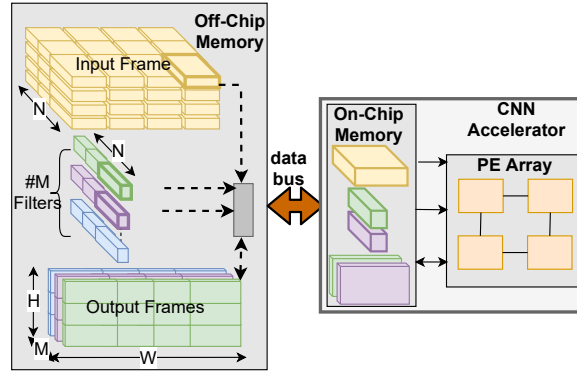 Off-Chip
Memory
Input Frame
N
N
#M
Filters
H
Output Frames
M
W
data
bus
On-Chip
Memory
CNN
Accelerator
PE Array